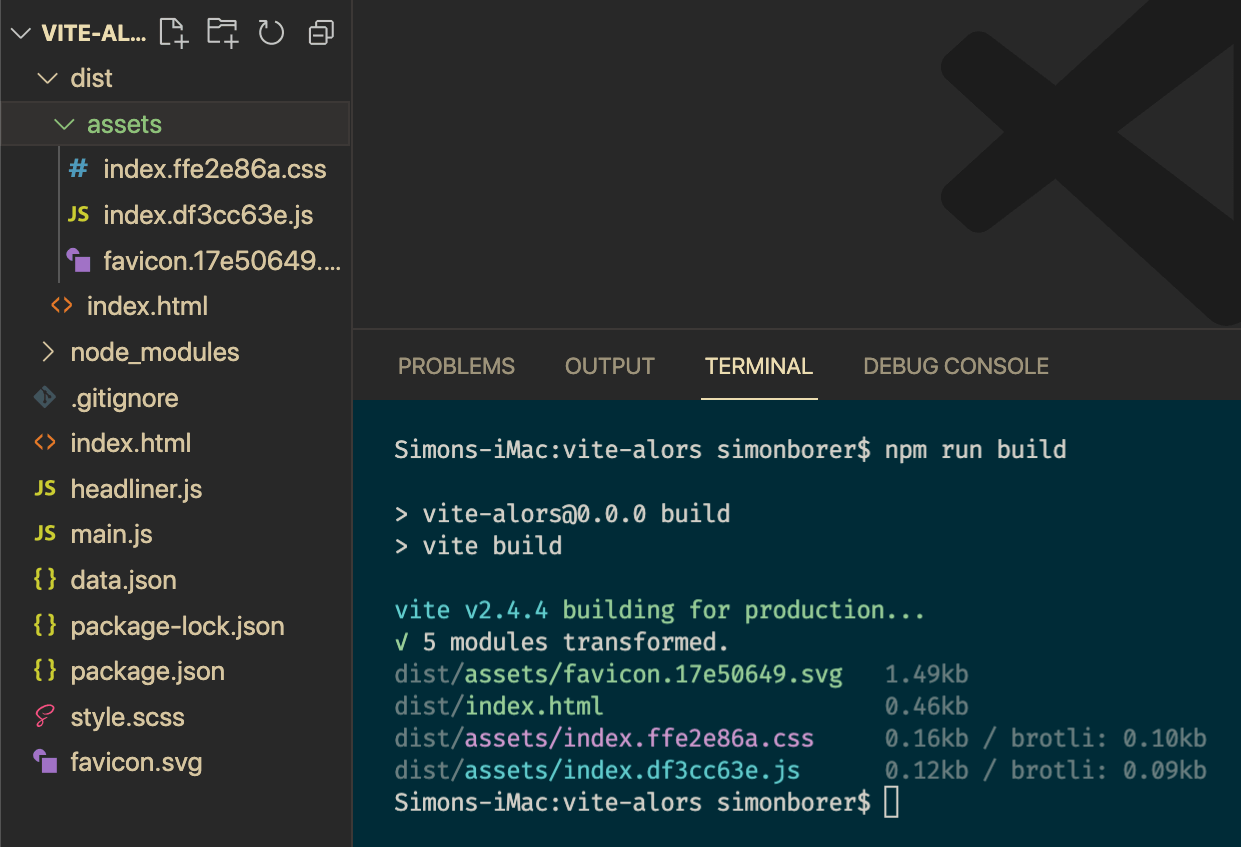 VITE-AL...
dist
assets
# index.ffe2e86a.css
JS index.df3cc63e.js
favicon.17e50649....
<> index.html
node_modules
.gitignore
<> index.html
JS headliner.js
JS main.js
{} data.json
{} package-lock.json
{} package.json
style.scss
favicon.svg
PROBLEMS OUTPUT TERMINAL DEBUG CONSOLE
Simons-iMac:vite-alors simonborer$ npm run build
> vite-alors@0.0.0 build
> vite build
vite v2.4.4 building for production...
✓ 5 modules transformed.
dist/assets/favicon.17e50649.svg 1.49kb
dist/index.html 0.46kb
dist/assets/index.ffe2e86a.css 0.16kb / brotli: 0.10kb
dist/assets/index.df3cc63e.js 0.12kb / brotli: 0.09kb
Simons-iMac:vite-alors simonborer$